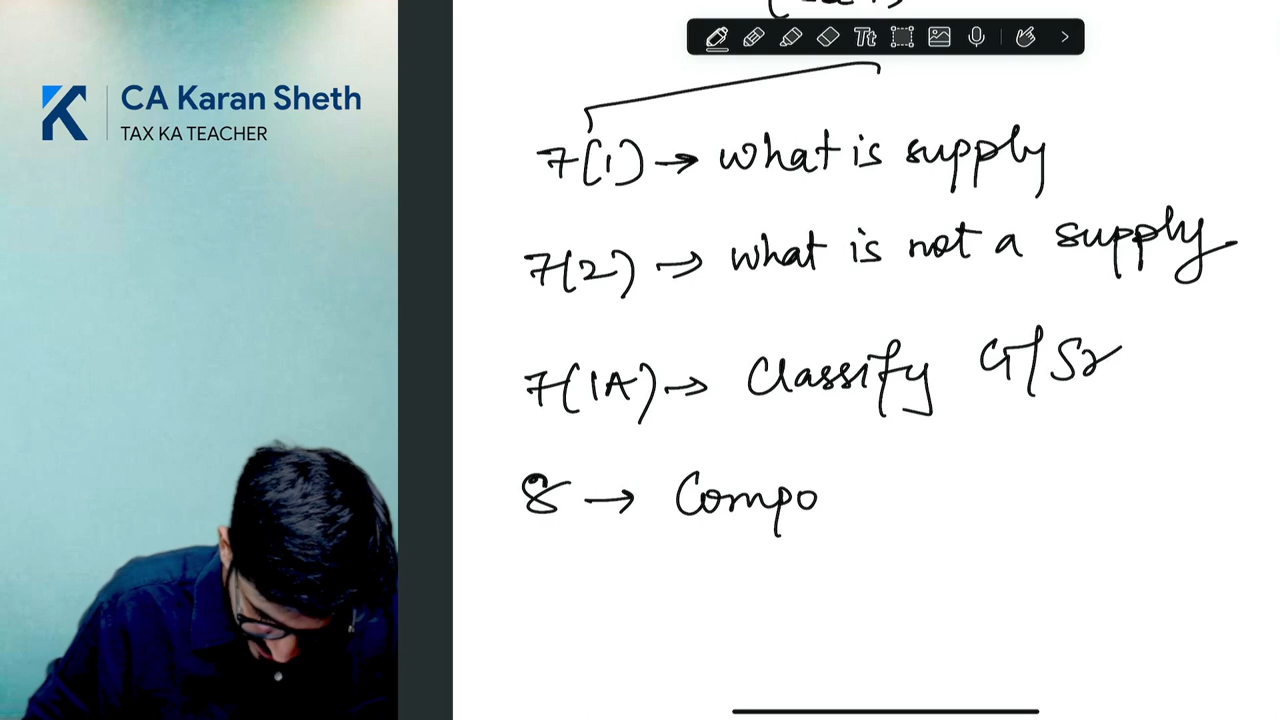 CA Karan Sheth
TAX KA TEACHER
Tt
7(1) → what is supply
7(2) → what is not a supply
7(1A) → Classify G/Sr
8 → Compo